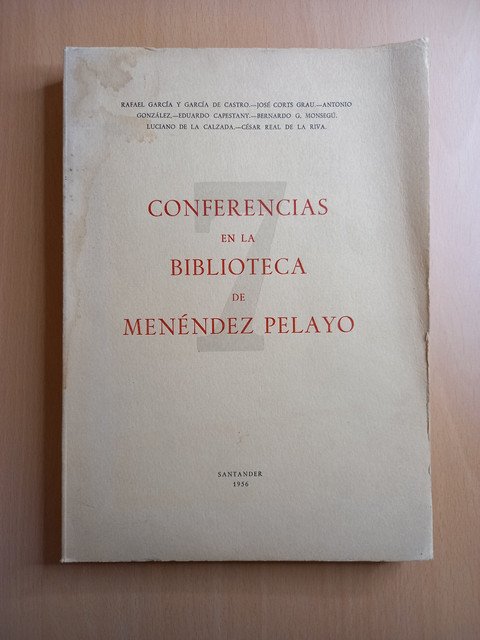 RAFAEL GARCÍA Y GARCÍA DE CASTRO.—JOSÉ CORTS GRAU.—ANTONIO
GONZÁLEZ.—EDUARDO CAPESTANY.—BERNARDO G. MONSEGÚ;
LUCIANO DE LA CALZADA.—CÉSAR REAL DE LA RIVA.
7
CONFERENCIAS
EN LA
BIBLIOTECA
DE
MENÉNDEZ PELAYO
SANTANDER
1956